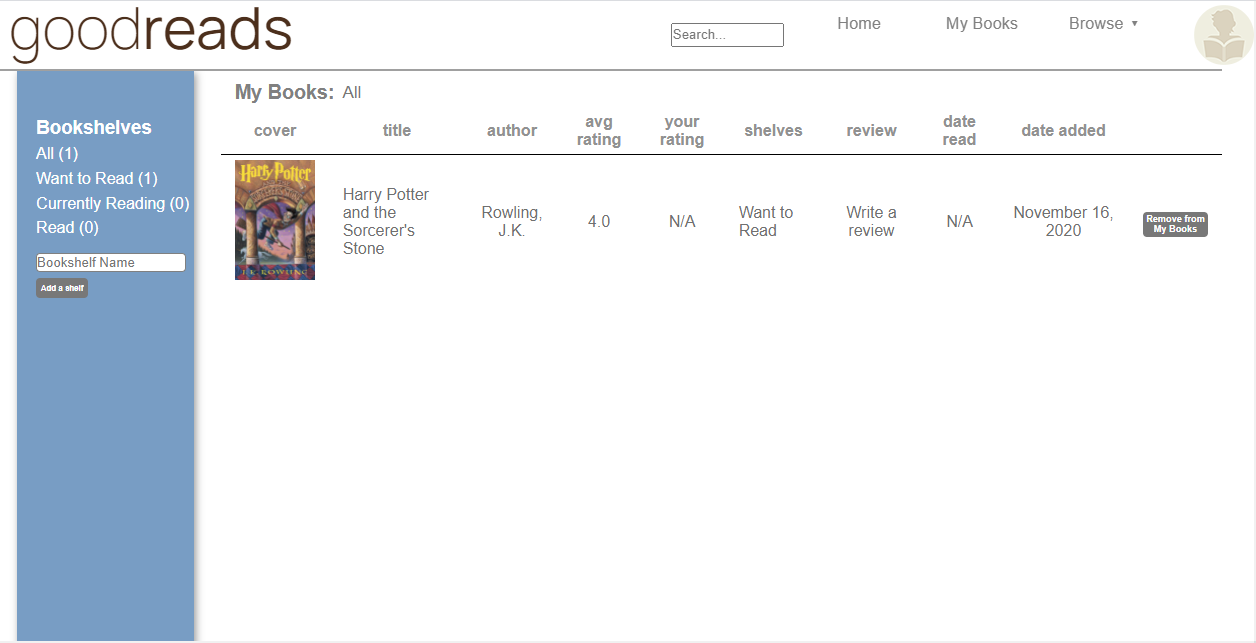 goodreads
Search...
Home
My Books
Browse ▼
Bookshelves
All (1)
Want to Read (1)
Currently Reading (0)
Read (0)
Bookshelf Name
Add a shelf
My Books: All
cover
title
author
avg
rating
your
rating
shelves
review
date
read
date added
Harry Potter
J.K. ROWLING
Harry Potter
and the
Sorcerer's
Stone
Rowling,
J.K.
4.0
N/A
Want to
Read
Write a
review
N/A
November 16,
2020
Remove from
My Books